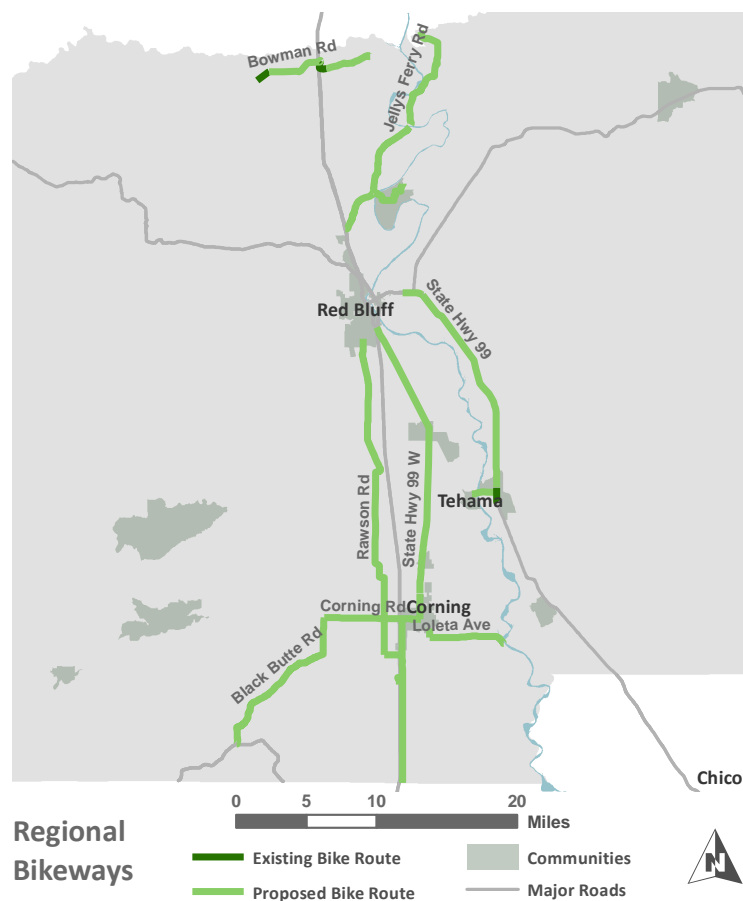 Bowman Rd
Jellys Ferry Rd
State Hwy 99
Red Bluff
State Hwy 99 W
Rawson Rd
Tehama
Corning Rd
Corning
Loleta Ave
Black Butte Rd
Chico
0 5 10 20
Miles
Regional
Bikeways
Existing Bike Route
Communities
Proposed Bike Route
Major Roads
N